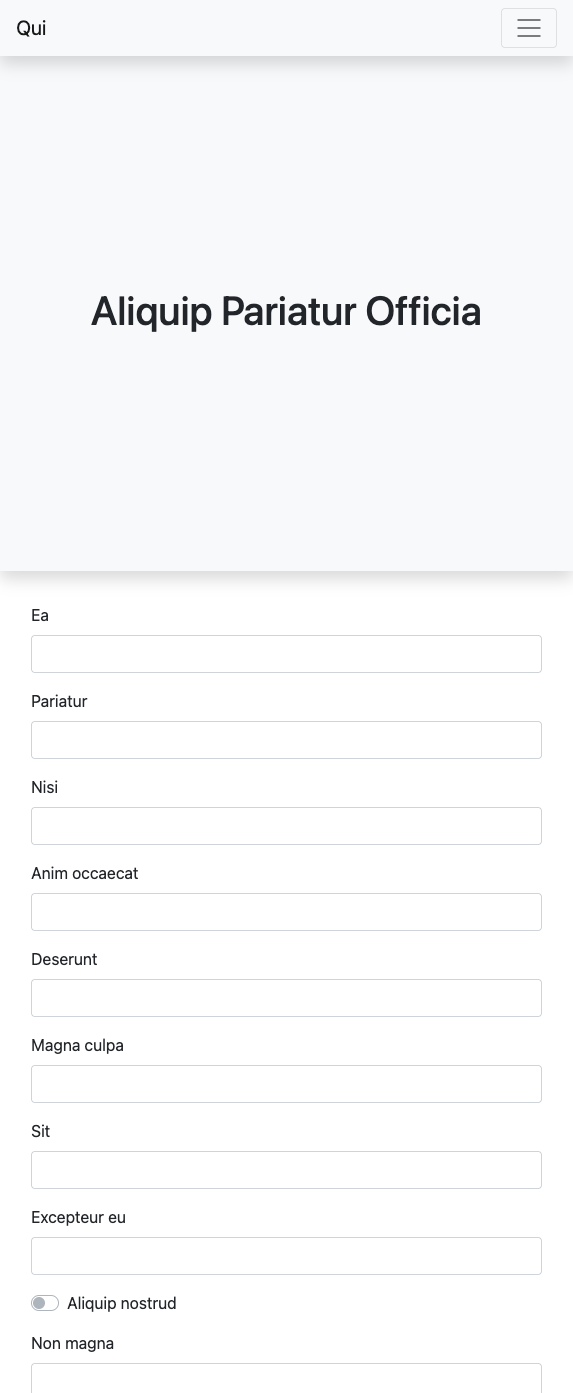 Qui
Aliquip Pariatur Officia
Ea
Pariatur
Nisi
Anim occaecat
Deserunt
Magna culpa
Sit
Excepteur eu
Aliquip nostrud
Non magna